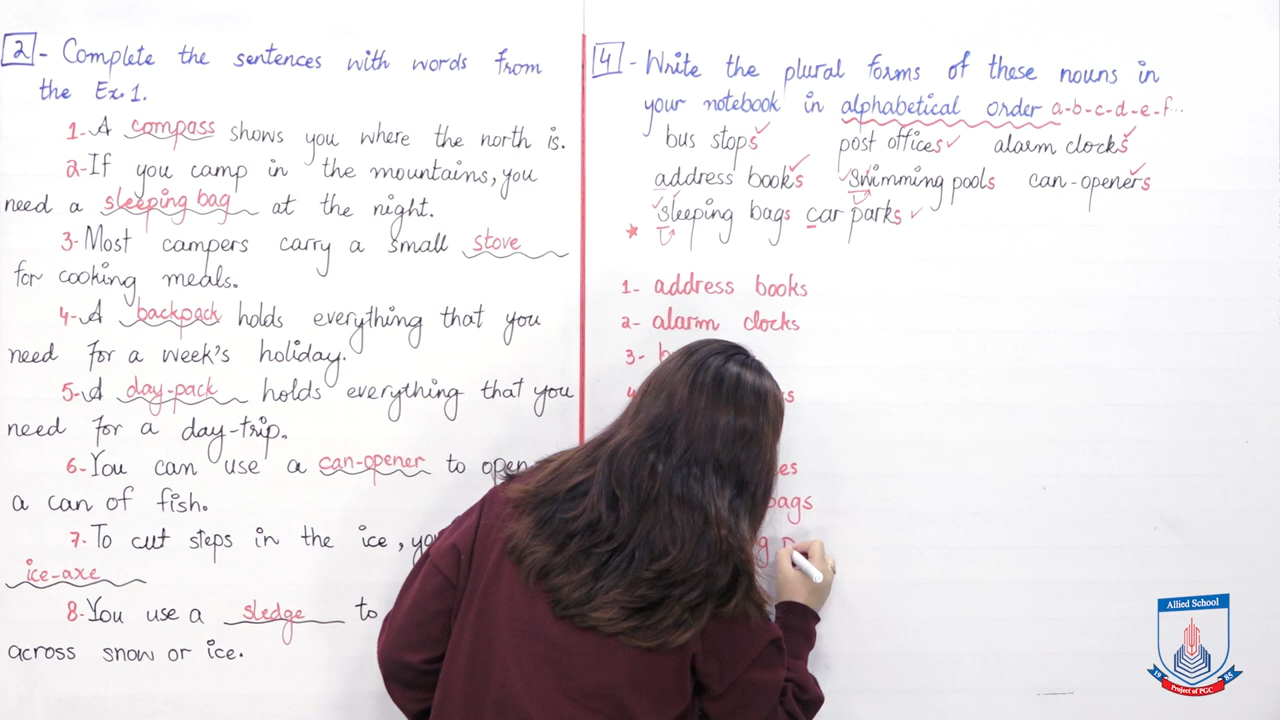 2 - Complete the sentences with words from
the Ex.1.
1-A compass shows you where the north is.
2-If you camp in the mountains, you
need a sleeping bag at the night.
3-Most campers carry a small stove
for cooking meals.
4-A backpack holds everything that you
need for a week's holiday.
5-A day-pack holds everything that you
need for a day-trip.
6-You can use a can-opener to open
a can of fish.
7-To cut steps in the ice,
ice-axe
8-You use a sledge to
across snow or ice.
4 - Write the plural forms of these nouns in
your notebook in alphabetical order a-b-c-d-e-f...
bus stops post offices alarm clocks
address books swimming pools can-openers
sleeping bags car parks
1- address books
2- alarm clocks
3-
bags
Allied School
19 85
Project of PGC